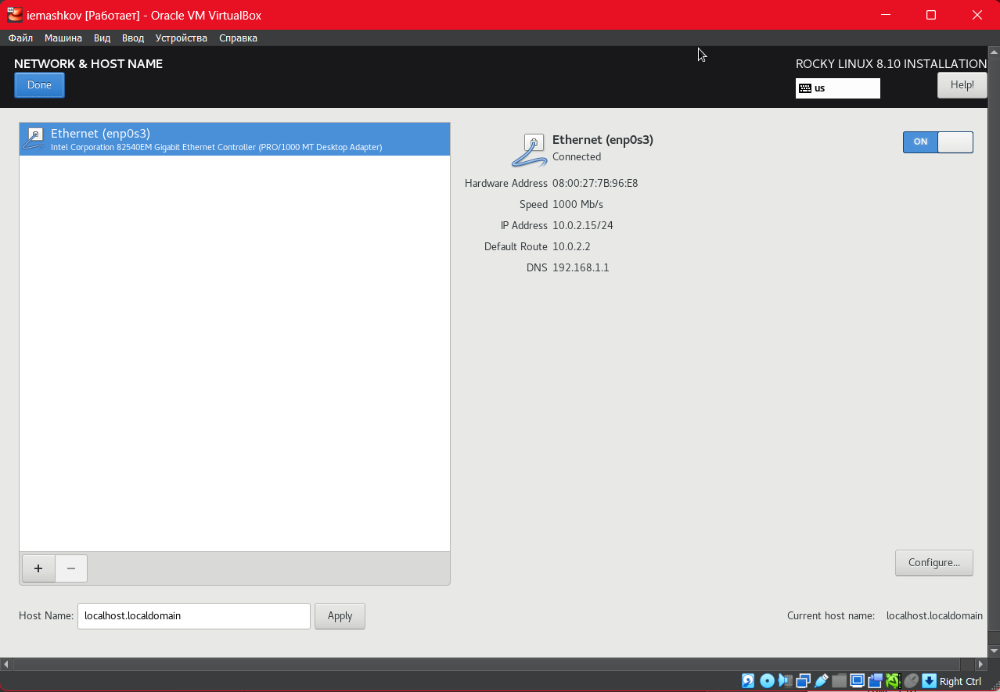 iemashkov [Работает] - Oracle VM VirtualBox
Файл Машина Вид Ввод Устройства Справка
NETWORK & HOST NAME
ROCKY LINUX 8.10 INSTALLATION
Done
us
Help!
Ethernet (enp0s3)
Intel Corporation 82540EM Gigabit Ethernet Controller (PRO/1000 MT Desktop Adapter)
Ethernet (enp0s3)
Connected
ON
Hardware Address 08:00:27:7B:96:E8
Speed 1000 Mb/s
IP Address 10.0.2.15/24
Default Route 10.0.2.2
DNS 192.168.1.1
+ −
Configure...
Host Name: localhost.localdomain Apply
Current host name: localhost.localdomain
Right Ctrl